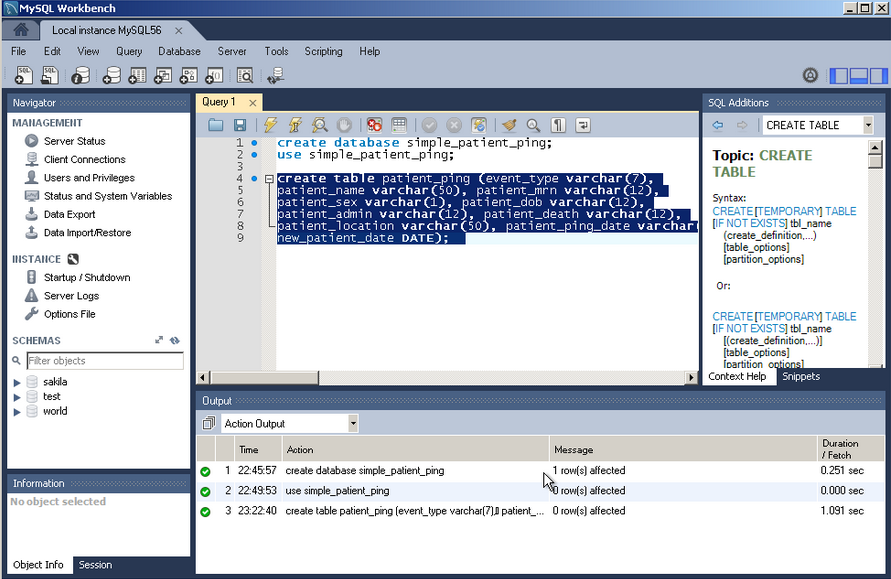 MySQL Workbench
Local instance MySQL56
File Edit View Query Database Server Tools Scripting Help
Navigator
MANAGEMENT
Server Status
Client Connections
Users and Privileges
Status and System Variables
Data Export
Data Import/Restore
INSTANCE
Startup / Shutdown
Server Logs
Options File
SCHEMAS
Filter objects
sakila
test
world
Information
No object selected
Object Info Session
Query 1
1 create database simple_patient_ping;
2 use simple_patient_ping;
3
4 create table patient_ping (event_type varchar(7),
5 patient_name varchar(50), patient_mrn varchar(12),
6 patient_sex varchar(1), patient_dob varchar(12),
7 patient_admin varchar(12), patient_death varchar(12),
8 patient_location varchar(50), patient_ping_date varchar(
9 new_patient_date DATE);
SQL Additions
CREATE TABLE
Topic: CREATE
TABLE
Syntax:
CREATE [TEMPORARY] TABLE
[IF NOT EXISTS] tbl_name
(create_definition,...)
[table_options]
[partition_options]
Or:
CREATE [TEMPORARY] TABLE
[IF NOT EXISTS] tbl_name
[(create_definition,...)]
[table_options]
[partition_options]
Context Help Snippets
Output
Action Output
Time Action Message Duration / Fetch
1 22:45:57 create database simple_patient_ping 1 row(s) affected 0.251 sec
2 22:49:53 use simple_patient_ping 0 row(s) affected 0.000 sec
3 23:22:40 create table patient_ping (event_type varchar(7), patient_... 0 row(s) affected 1.091 sec